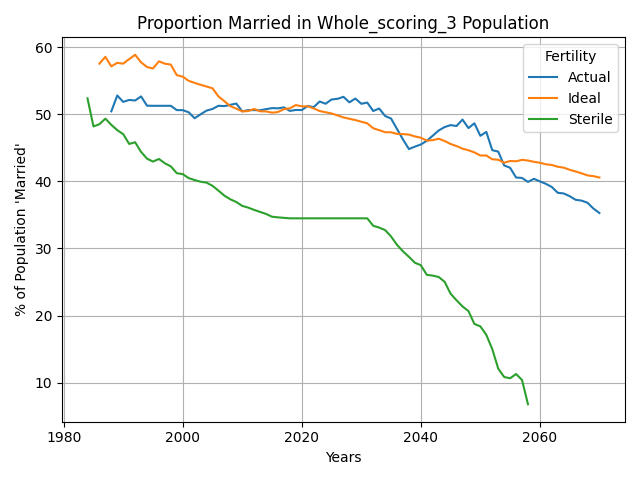 Proportion Married in Whole_scoring_3 Population
% of Population 'Married'
60
50
40
30
20
10
1980
2000
2020
2040
2060
Years
Fertility
Actual
Ideal
Sterile